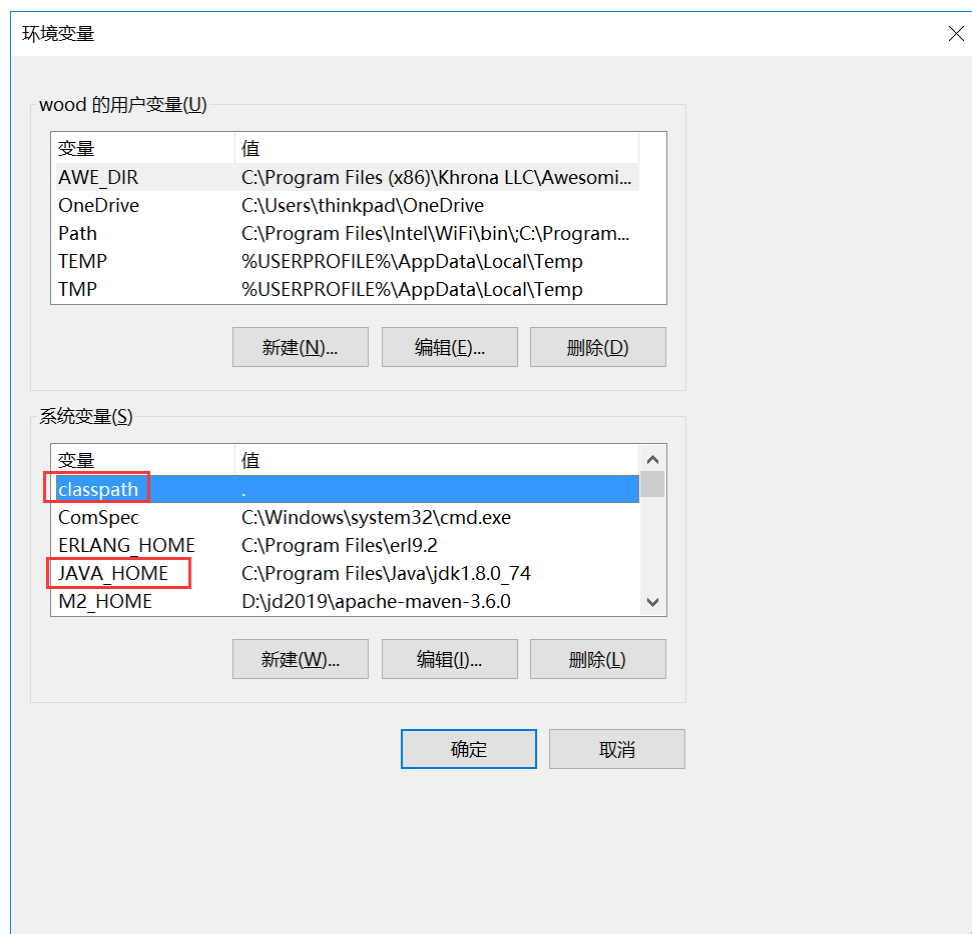 环境变量
wood 的用户变量(U)
变量 值
AWE_DIR C:\Program Files (x86)\Khrona LLC\Awesomi...
OneDrive C:\Users\thinkpad\OneDrive
Path C:\Program Files\Intel\WiFi\bin\;C:\Program...
TEMP %USERPROFILE%\AppData\Local\Temp
TMP %USERPROFILE%\AppData\Local\Temp
新建(N)... 编辑(E)... 删除(D)
系统变量(S)
变量 值
classpath .
ComSpec C:\Windows\system32\cmd.exe
ERLANG_HOME C:\Program Files\erl9.2
JAVA_HOME C:\Program Files\Java\jdk1.8.0_74
M2_HOME D:\jd2019\apache-maven-3.6.0
新建(W)... 编辑(I)... 删除(L)
确定 取消